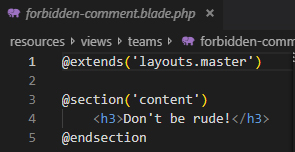 forbidden-comment.blade.php ×
resources > views > teams > forbidden-comm
1 @extends('layouts.master')
2
3 @section('content')
4 <h3>Don't be rude!</h3>
5 @endsection